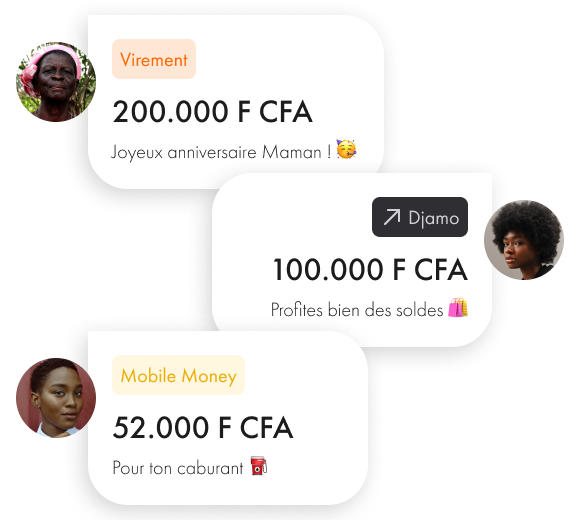 Virement
200.000 F CFA
Joyeux anniversaire Maman ! 🥳
Djamo
100.000 F CFA
Profites bien des soldes 🛍️
Mobile Money
52.000 F CFA
Pour ton caburant ⛽